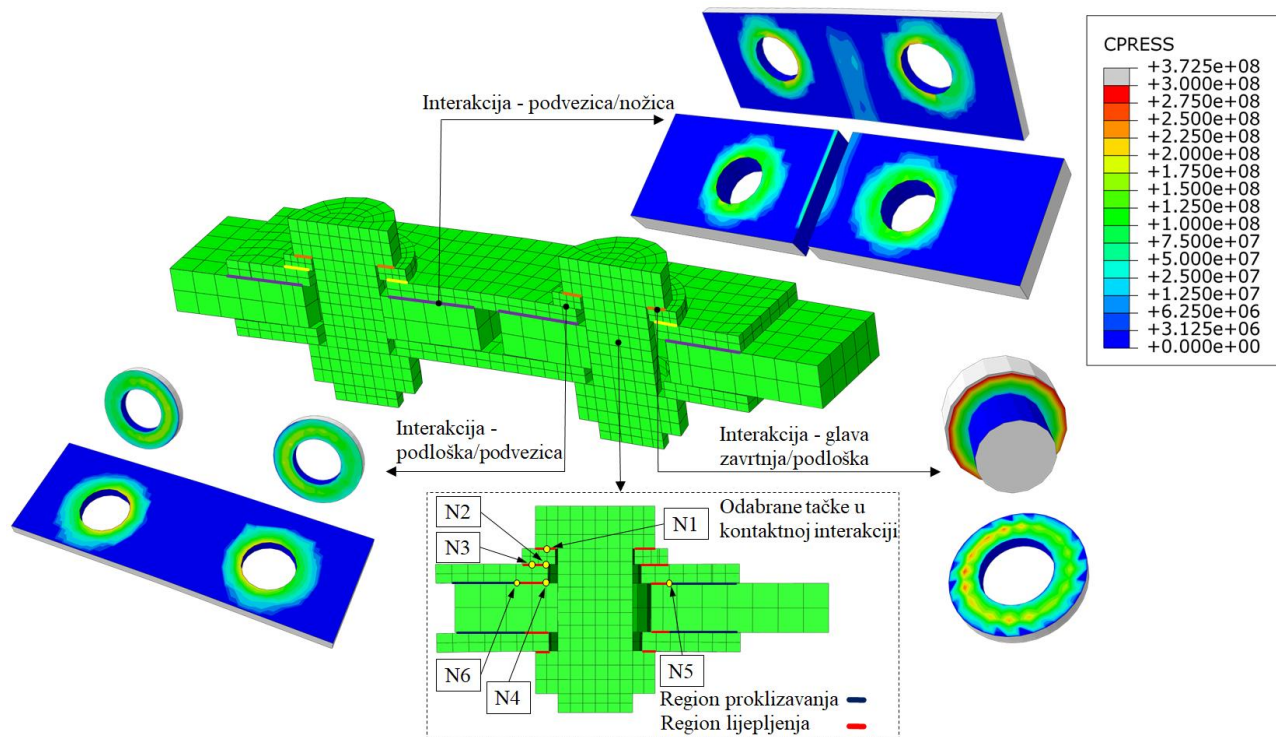 Interakcija - podvezica/nožica
CPRESS
+3.725e+08
+3.000e+08
+2.750e+08
+2.500e+08
+2.250e+08
+2.000e+08
+1.750e+08
+1.500e+08
+1.250e+08
+1.000e+08
+5.000e+07
+2.500e+07
+1.250e+07
+6.250e+06
+3.125e+06
+0.000e+00
Interakcija -
podloška/podvezica
Interakcija - glava
zavrtnja/podloška
N2
N1
Odabrane tačke u
kontaktnoj interakciji
N3
N6
N4
N5
Region proklizavanja
Region lijepljenja